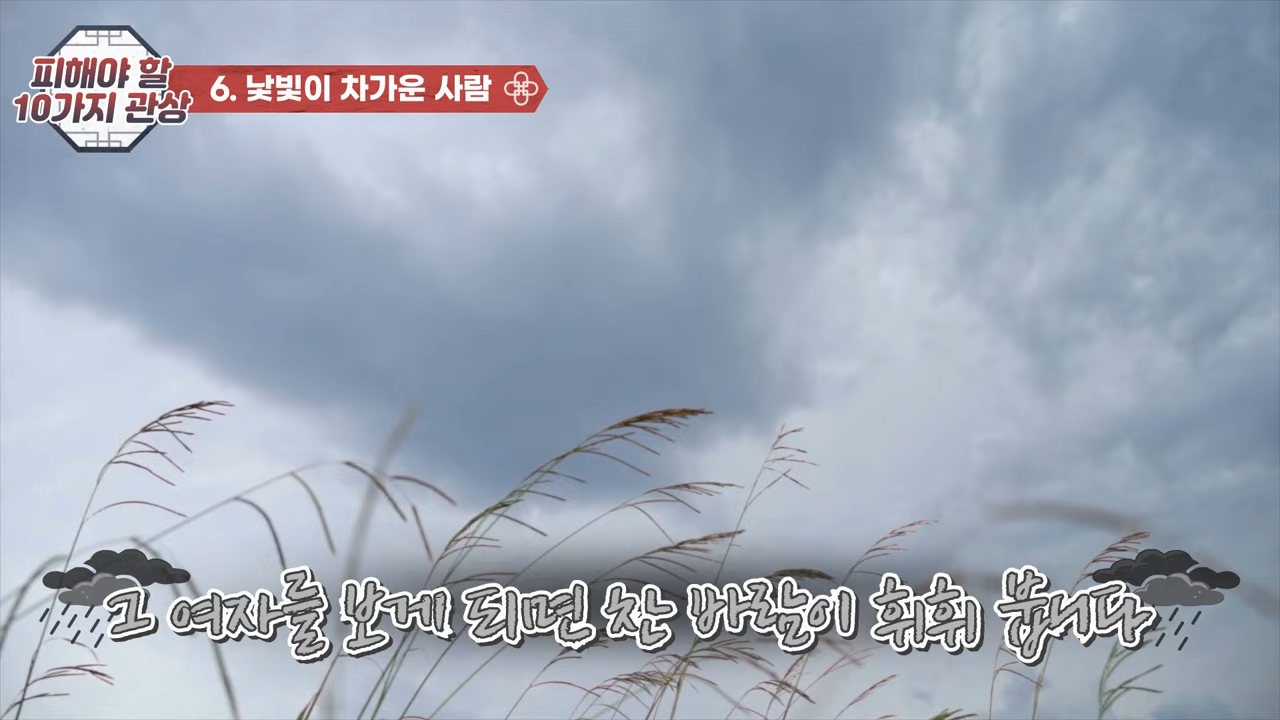 피해야 할
10가지 관상
6. 낯빛이 차가운 사람
그 여자를 보게 되면 찬 바람이 휘휘 붑니다